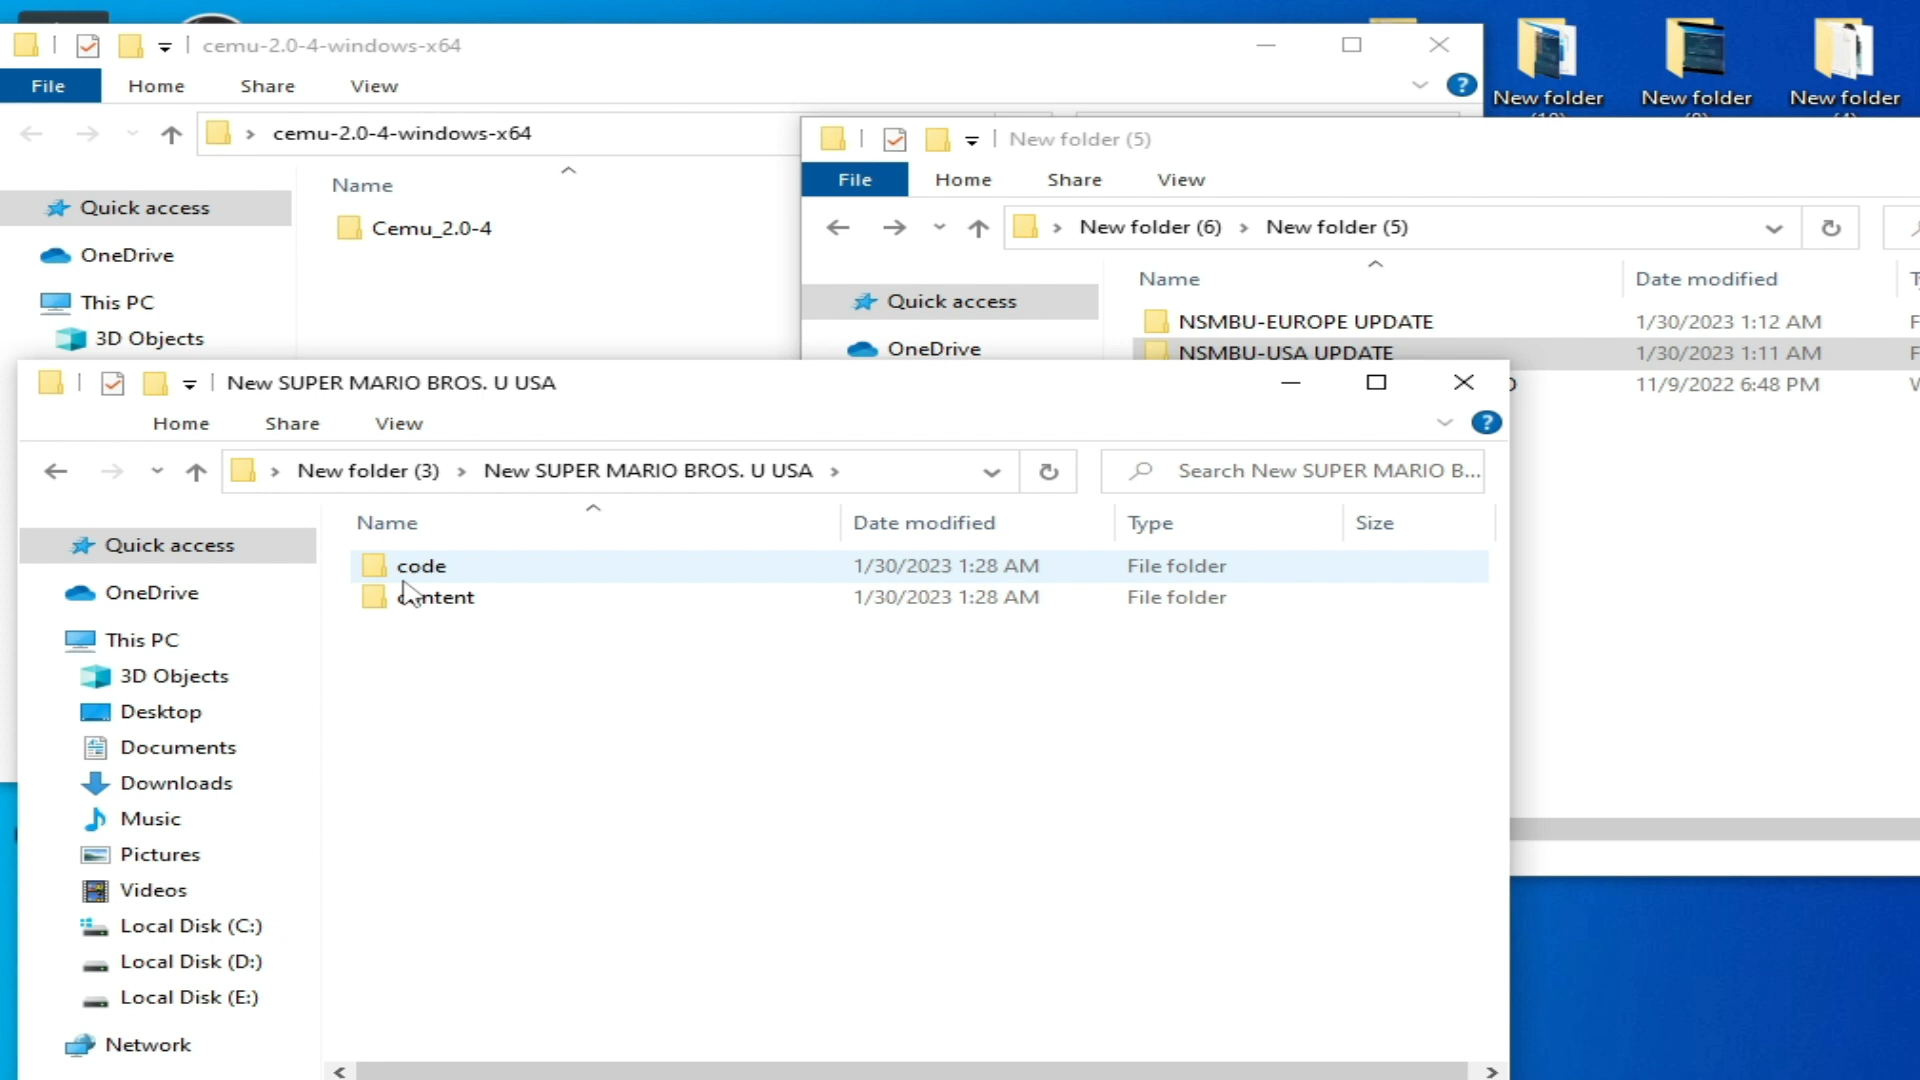 cemu-2.0-4-windows-x64
File Home Share View
cemu-2.0-4-windows-x64
Name
Quick access
Cemu_2.0-4
OneDrive
This PC
3D Objects
New folder
New folder
New folder
New folder (5)
File Home Share View
New folder (6) New folder (5)
Name Date modified
Quick access
NSMBU-EUROPE UPDATE 1/30/2023 1:12 AM
OneDrive
NSMBU-USA UPDATE 1/30/2023 1:11 AM
11/9/2022 6:48 PM
New SUPER MARIO BROS. U USA
Home Share View
New folder (3) New SUPER MARIO BROS. U USA
Search New SUPER MARIO B...
Name Date modified Type Size
Quick access
code 1/30/2023 1:28 AM File folder
content 1/30/2023 1:28 AM File folder
OneDrive
This PC
3D Objects
Desktop
Documents
Downloads
Music
Pictures
Videos
Local Disk (C:)
Local Disk (D:)
Local Disk (E:)
Network